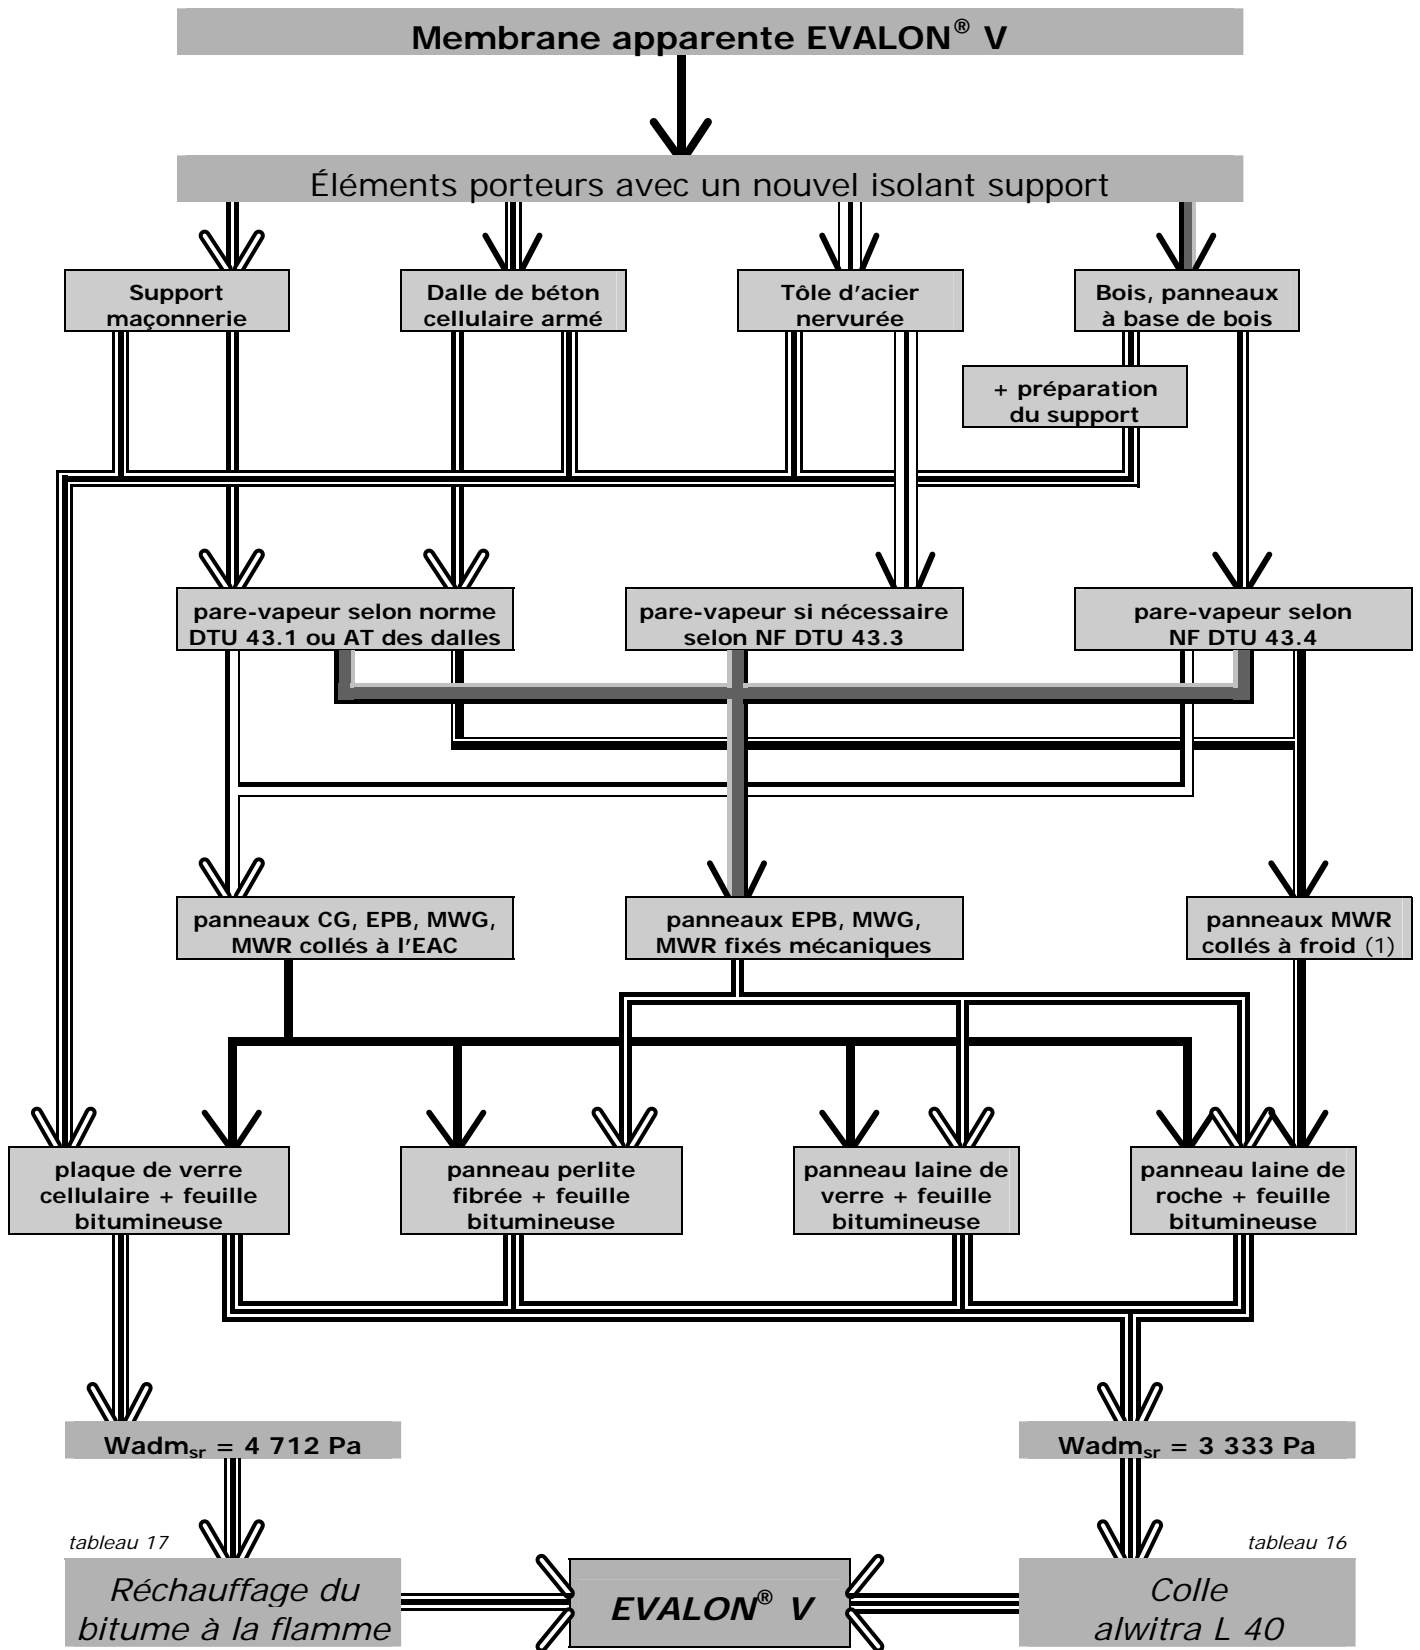 Membrane apparente EVALON® V
Éléments porteurs avec un nouvel isolant support
Support
maçonnerie
Dalle de béton
cellulaire armé
Tôle d'acier
nervurée
Bois, panneaux
à base de bois
+ préparation
du support
pare-vapeur selon norme
DTU 43.1 ou AT des dalles
pare-vapeur si nécessaire
selon NF DTU 43.3
pare-vapeur selon
NF DTU 43.4
panneaux CG, EPB, MWG,
MWR collés à l'EAC
panneaux EPB, MWG,
MWR fixés mécaniques
panneaux MWR
collés à froid (1)
plaque de verre
cellulaire + feuille
bitumineuse
panneau perlite
fibrée + feuille
bitumineuse
panneau laine de
verre + feuille
bitumineuse
panneau laine de
roche + feuille
bitumineuse
Wadmsr = 4 712 Pa
Wadmsr = 3 333 Pa
tableau 17
tableau 16
Réchauffage du
bitume à la flamme
EVALON® V
Colle
alwitra L 40